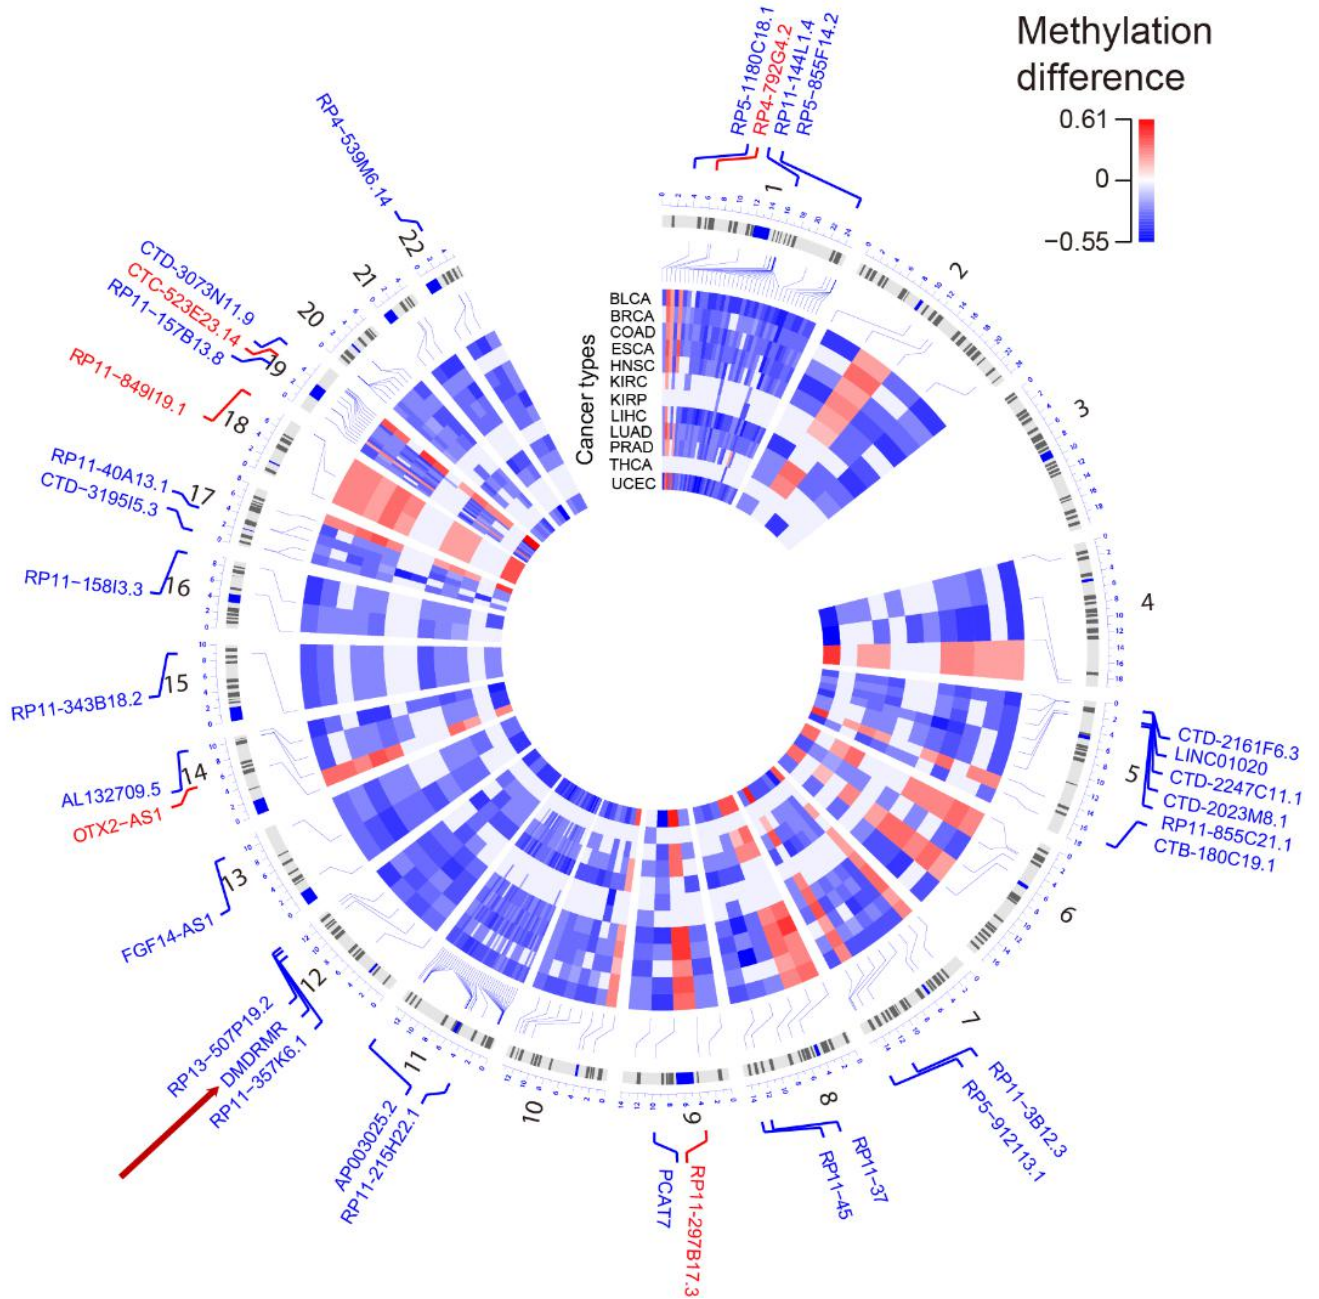 Methylation
difference
0.61
0
−0.55
RP5-1180C18.1
RP4-792G4.2
RP11-144L1.4
RP5−855F14.2
1
2
3
4
5
6
7
8
9
10
11
12
13
14
15
16
17
18
19
20
21
22
Cancer types
BLCA
BRCA
COAD
ESCA
HNSC
KIRC
KIRP
LIHC
LUAD
PRAD
THCA
UCEC
CTD-2161F6.3
LINC01020
CTD-2247C11.1
CTD-2023M8.1
RP11-855C21.1
CTB-180C19.1
RP11−3B12.3
RP5−912I13.1
RP11−37
RP11−45
RP11-297B17.3
PCAT7
RP11-215H22.1
AP003025.2
RP11−357K6.1
DMDRMR
RP13−507P19.2
FGF14-AS1
OTX2−AS1
AL132709.5
RP11-343B18.2
RP11−158I3.3
CTD−3195I5.3
RP11-40A13.1
RP11−849I19.1
RP11−157B13.8
CTC-523E23.14
CTD-3073N11.9
RP4−539M6.14